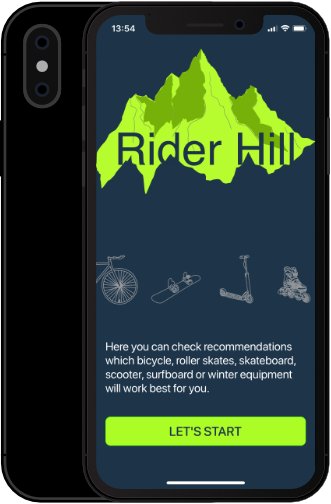 13:54
Rider Hill
Here you can check recommendations
which bicycle, roller skates, skateboard,
scooter, surfboard or winter equipment
will work best for you.
LET'S START